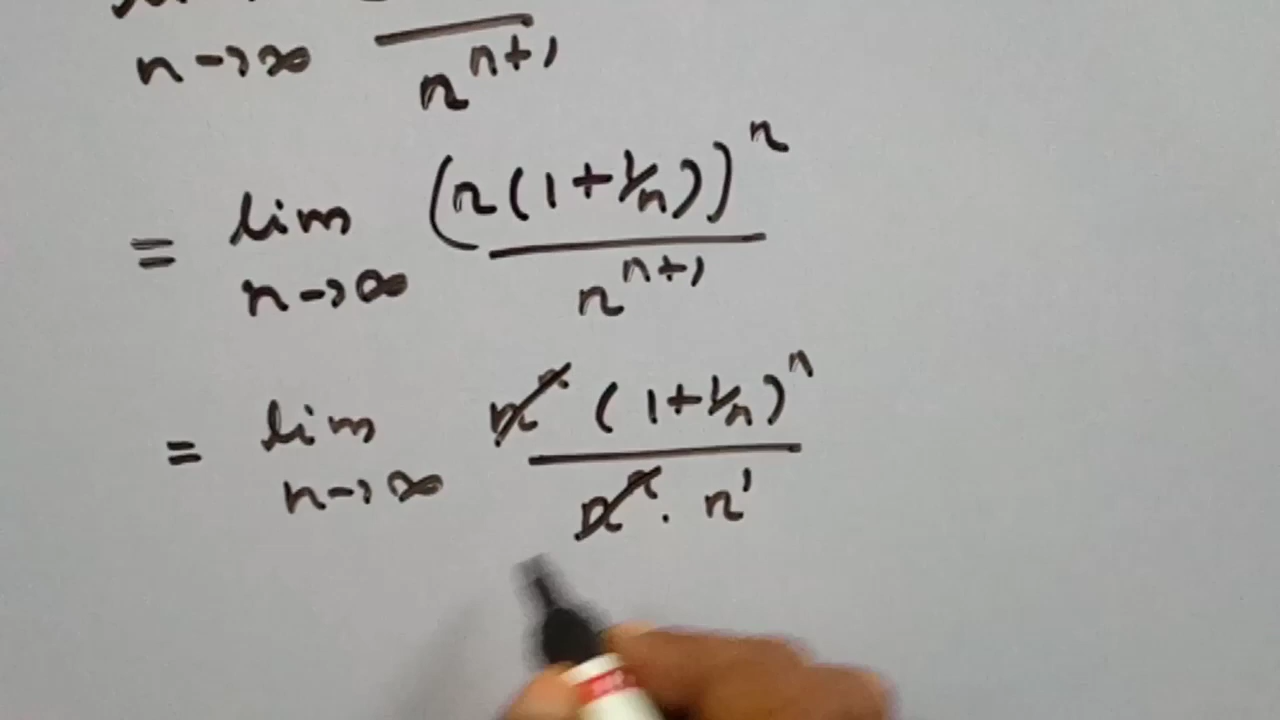 n→∞ n^{n+1}
= lim n→∞ (n(1+1/n))^n / n^{n+1}
= lim n→∞ n^n (1+1/n)^n / n^n . n^1